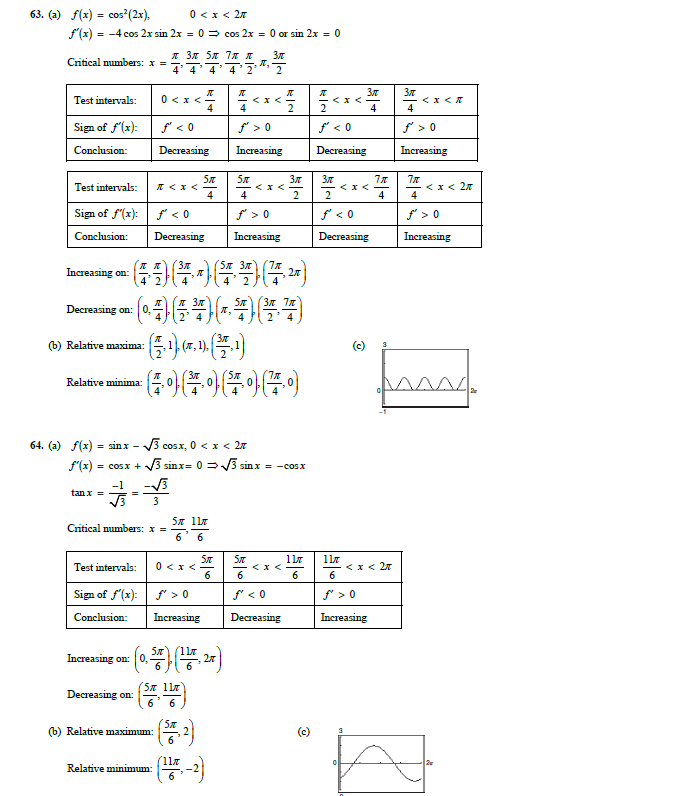 63. (a) f(x) = cos²(2x), 0 < x < 2π
f′(x) = −4 cos 2x sin 2x = 0 ⇒ cos 2x = 0 or sin 2x = 0
Critical numbers: x = π/4, 3π/4, 5π/4, 7π/4, π/2, π, 3π/2
Test intervals: 0 < x < π/4 π/4 < x < π/2 π/2 < x < 3π/4 3π/4 < x < π
Sign of f′(x): f′ < 0 f′ > 0 f′ < 0 f′ > 0
Conclusion: Decreasing Increasing Decreasing Increasing
Test intervals: π < x < 5π/4 5π/4 < x < 3π/2 3π/2 < x < 7π/4 7π/4 < x < 2π
Sign of f′(x): f′ < 0 f′ > 0 f′ < 0 f′ > 0
Conclusion: Decreasing Increasing Decreasing Increasing
Increasing on: (π/4, π/2), (3π/4, π), (5π/4, 3π/2), (7π/4, 2π)
Decreasing on: (0, π/4), (π/2, 3π/4), (π, 5π/4), (3π/2, 7π/4)
(b) Relative maxima: (π/2, 1), (π, 1), (3π/2, 1)
Relative minima: (π/4, 0), (3π/4, 0), (5π/4, 0), (7π/4, 0)
(c)
3
0 2π
−1
64. (a) f(x) = sin x − √3 cos x, 0 < x < 2π
f′(x) = cos x + √3 sin x = 0 ⇒ √3 sin x = −cos x
tan x = −1/√3 = −√3/3
Critical numbers: x = 5π/6, 11π/6
Test intervals: 0 < x < 5π/6 5π/6 < x < 11π/6 11π/6 < x < 2π
Sign of f′(x): f′ > 0 f′ < 0 f′ > 0
Conclusion: Increasing Decreasing Increasing
Increasing on: (0, 5π/6), (11π/6, 2π)
Decreasing on: (5π/6, 11π/6)
(b) Relative maximum: (5π/6, 2)
Relative minimum: (11π/6, −2)
(c)
3
0 2π